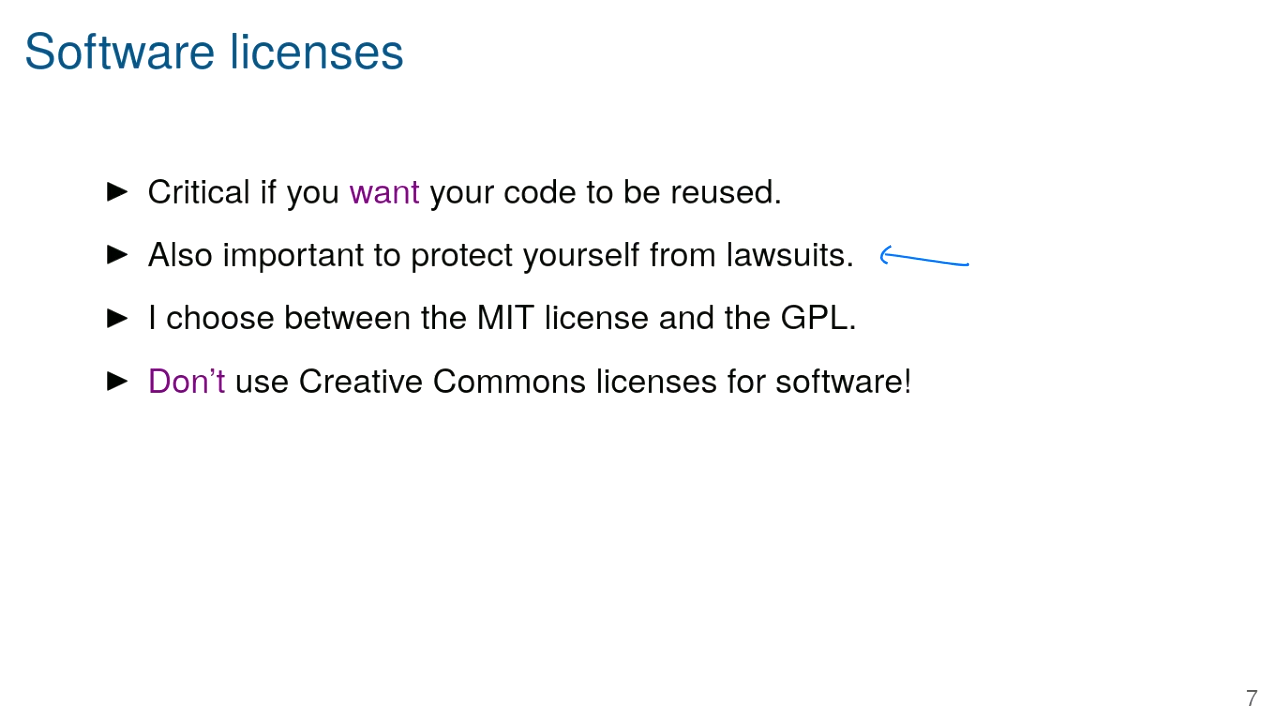 Software licenses
▶ Critical if you want your code to be reused.
▶ Also important to protect yourself from lawsuits.
▶ I choose between the MIT license and the GPL.
▶ Don't use Creative Commons licenses for software!
7